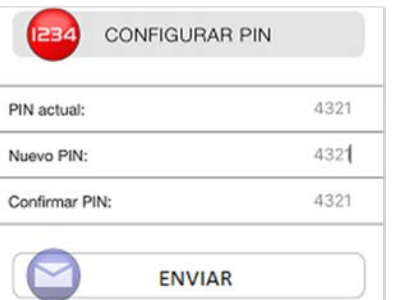 1234 CONFIGURAR PIN
PIN actual: 4321
Nuevo PIN: 4321
Confirmar PIN: 4321
ENVIAR